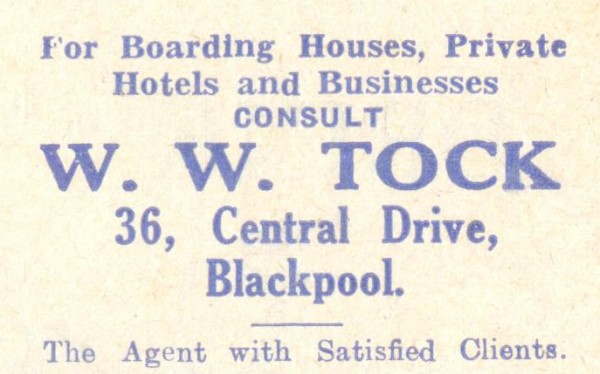 For Boarding Houses, Private
Hotels and Businesses
CONSULT
W. W. TOCK
36, Central Drive,
Blackpool.
The Agent with Satisfied Clients.